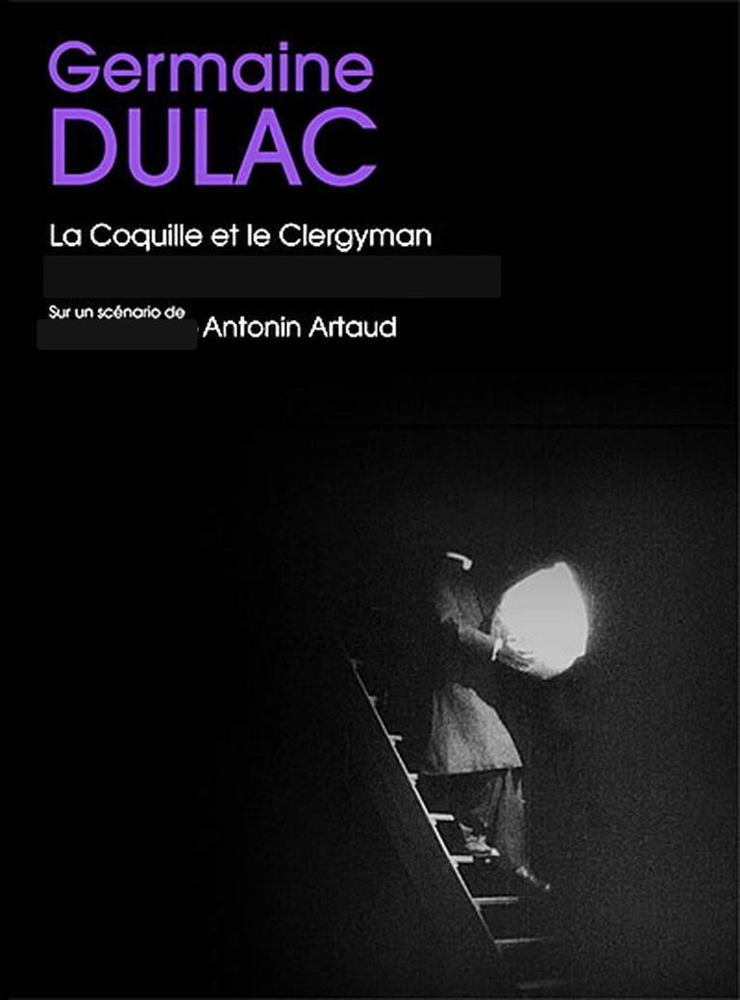 Germaine
DULAC
La Coquille et le Clergyman
Sur un scénario de
Antonin Artaud